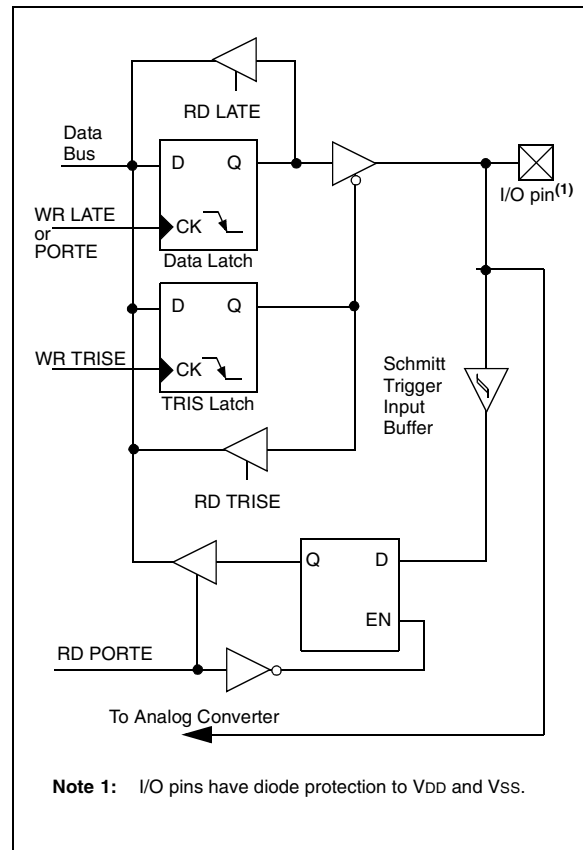 RD LATE
Data
Bus
D Q
I/O pin(1)
WR LATE
or
PORTE
CK
Data Latch
D Q
WR TRISE
CK
TRIS Latch
Schmitt
Trigger
Input
Buffer
RD TRISE
Q D
EN
RD PORTE
To Analog Converter
Note 1: I/O pins have diode protection to VDD and VSS.